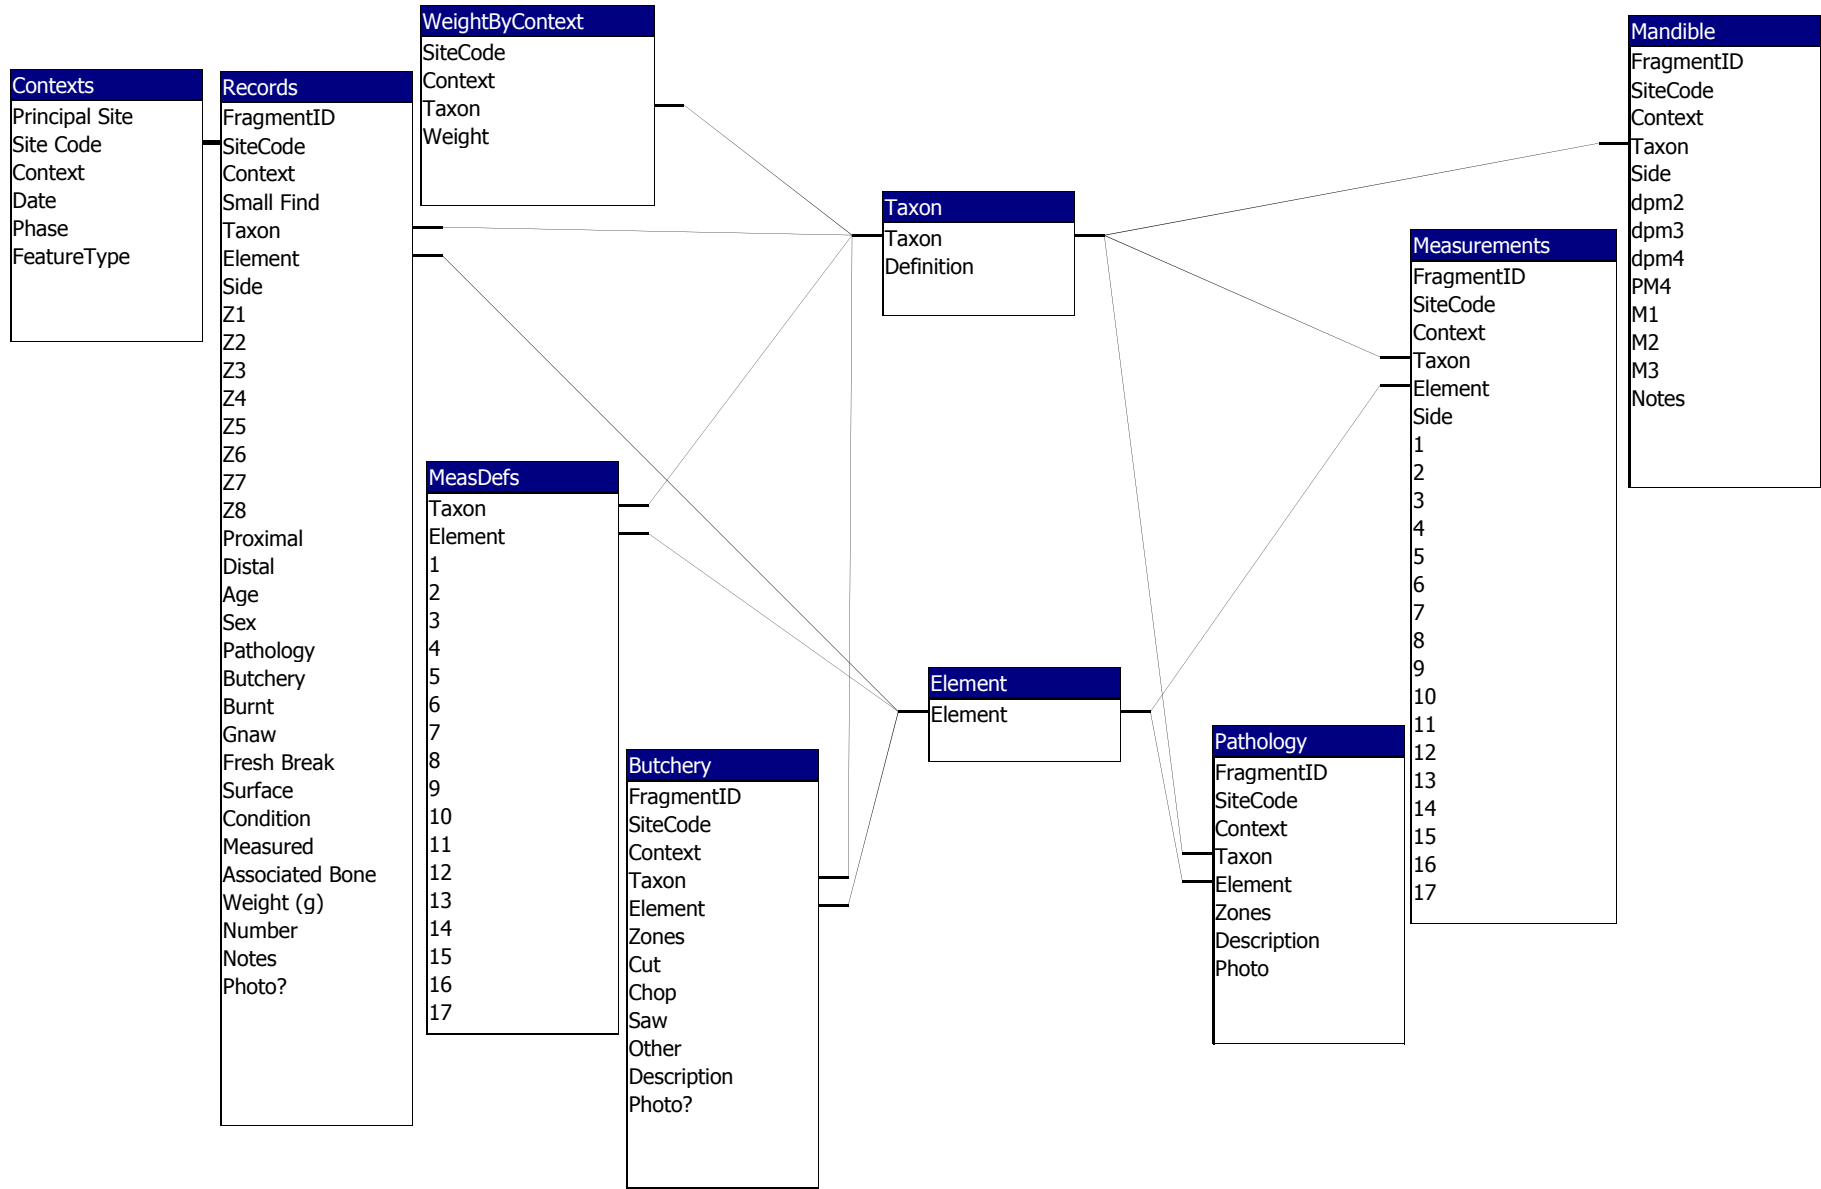 Contexts
Principal Site
Site Code
Context
Date
Phase
FeatureType
Records
FragmentID
SiteCode
Context
Small Find
Taxon
Element
Side
Z1
Z2
Z3
Z4
Z5
Z6
Z7
Z8
Proximal
Distal
Age
Sex
Pathology
Butchery
Burnt
Gnaw
Fresh Break
Surface
Condition
Measured
Associated Bone
Weight (g)
Number
Notes
Photo?
WeightByContext
SiteCode
Context
Taxon
Weight
MeasDefs
Taxon
Element
1
2
3
4
5
6
7
8
9
10
11
12
13
14
15
16
17
Butchery
FragmentID
SiteCode
Context
Taxon
Element
Zones
Cut
Chop
Saw
Other
Description
Photo?
Taxon
Taxon
Definition
Element
Element
Pathology
FragmentID
SiteCode
Context
Taxon
Element
Zones
Description
Photo
Measurements
FragmentID
SiteCode
Context
Taxon
Element
Side
1
2
3
4
5
6
7
8
9
10
11
12
13
14
15
16
17
Mandible
FragmentID
SiteCode
Context
Taxon
Side
dpm2
dpm3
dpm4
PM4
M1
M2
M3
Notes